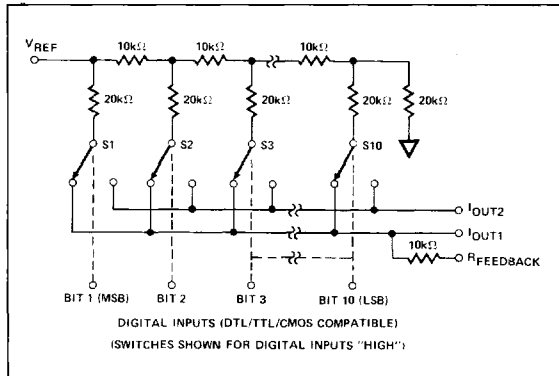 VREF
10kΩ 10kΩ 10kΩ
20kΩ 20kΩ 20kΩ 20kΩ 20kΩ
S1 S2 S3 S10
IOUT2
IOUT1
10kΩ
RFEEDBACK
BIT 1 (MSB) BIT 2 BIT 3 BIT 10 (LSB)
DIGITAL INPUTS (DTL/TTL/CMOS COMPATIBLE)
(SWITCHES SHOWN FOR DIGITAL INPUTS "HIGH")